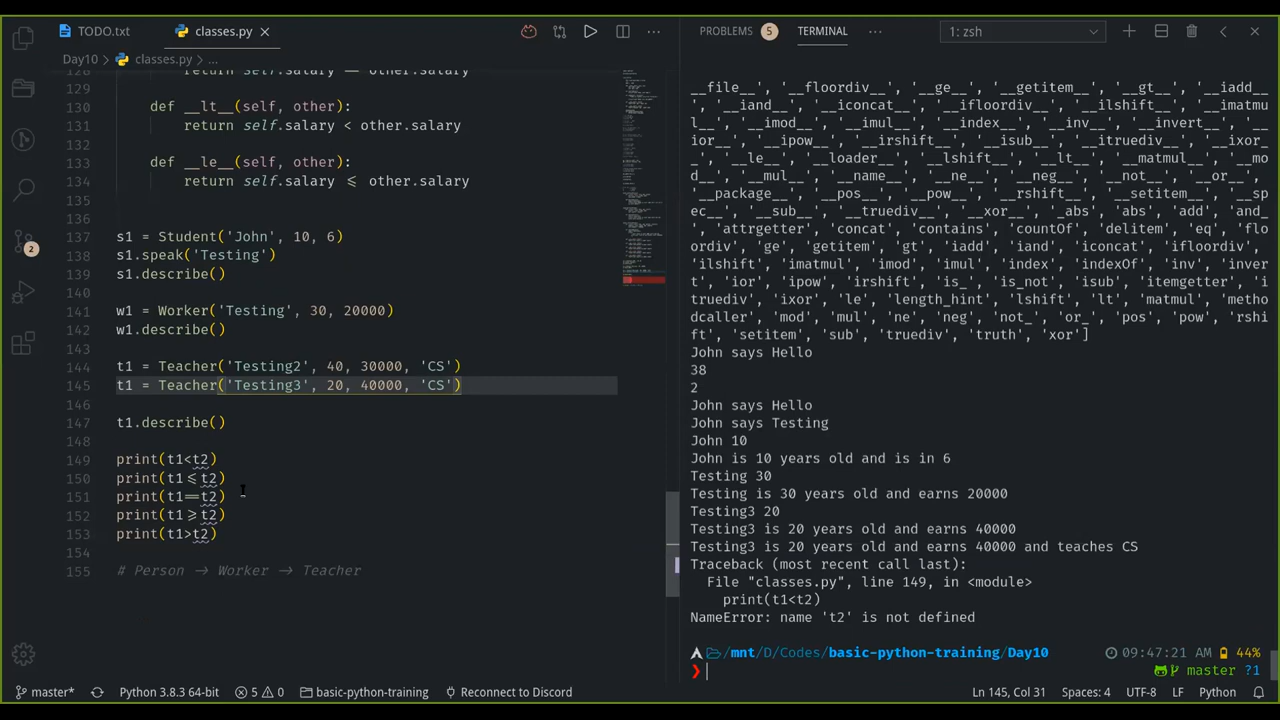 TODO.txt
classes.py
PROBLEMS 5 TERMINAL
1: zsh
Day10 > classes.py > ...
128 return self.salary == other.salary
129
130 def __lt__(self, other):
131 return self.salary < other.salary
132
133 def __le__(self, other):
134 return self.salary <= other.salary
135
136
137 s1 = Student('John', 10, 6)
138 s1.speak('Testing')
139 s1.describe()
140
141 w1 = Worker('Testing', 30, 20000)
142 w1.describe()
143
144 t1 = Teacher('Testing2', 40, 30000, 'CS')
145 t1 = Teacher('Testing3', 20, 40000, 'CS')
146
147 t1.describe()
148
149 print(t1<t2)
150 print(t1<=t2)
151 print(t1==t2)
152 print(t1>=t2)
153 print(t1>t2)
154
155 # Person -> Worker -> Teacher
2
__file__', '__floordiv__', '__ge__', '__getitem__', '__gt__', '__iadd__
', '__iand__', '__iconcat__', '__ifloordiv__', '__ilshift__', '__imatmu
l__', '__imod__', '__imul__', '__index__', '__inv__', '__invert__', '__
ior__', '__ipow__', '__irshift__', '__isub__', '__itruediv__', '__ixor_
_', '__le__', '__loader__', '__lshift__', '__lt__', '__matmul__', '__mo
d__', '__mul__', '__name__', '__ne__', '__neg__', '__not__', '__or__',
'__package__', '__pos__', '__pow__', '__rshift__', '__setitem__', '__sp
ec__', '__sub__', '__truediv__', '__xor__', '_abs', 'abs', 'add', 'and_
', 'attrgetter', 'concat', 'contains', 'countOf', 'delitem', 'eq', 'flo
ordiv', 'ge', 'getitem', 'gt', 'iadd', 'iand', 'iconcat', 'ifloordiv',
'ilshift', 'imatmul', 'imod', 'imul', 'index', 'indexOf', 'inv', 'inver
t', 'ior', 'ipow', 'irshift', 'is_', 'is_not', 'isub', 'itemgetter', 'i
truediv', 'ixor', 'le', 'length_hint', 'lshift', 'lt', 'matmul', 'metho
dcaller', 'mod', 'mul', 'ne', 'neg', 'not_', 'or_', 'pos', 'pow', 'rshi
ft', 'setitem', 'sub', 'truediv', 'truth', 'xor']
John says Hello
38
2
John says Hello
John says Testing
John 10
John is 10 years old and is in 6
Testing 30
Testing is 30 years old and earns 20000
Testing3 20
Testing3 is 20 years old and earns 40000
Testing3 is 20 years old and earns 40000 and teaches CS
Traceback (most recent call last):
File "classes.py", line 149, in <module>
print(t1<t2)
NameError: name 't2' is not defined
/mnt/D/Codes/basic-python-training/Day10 09:47:21 AM 44%
❯ master ?1
master* Python 3.8.3 64-bit 5 0 basic-python-training Reconnect to Discord Ln 145, Col 31 Spaces: 4 UTF-8 LF Python